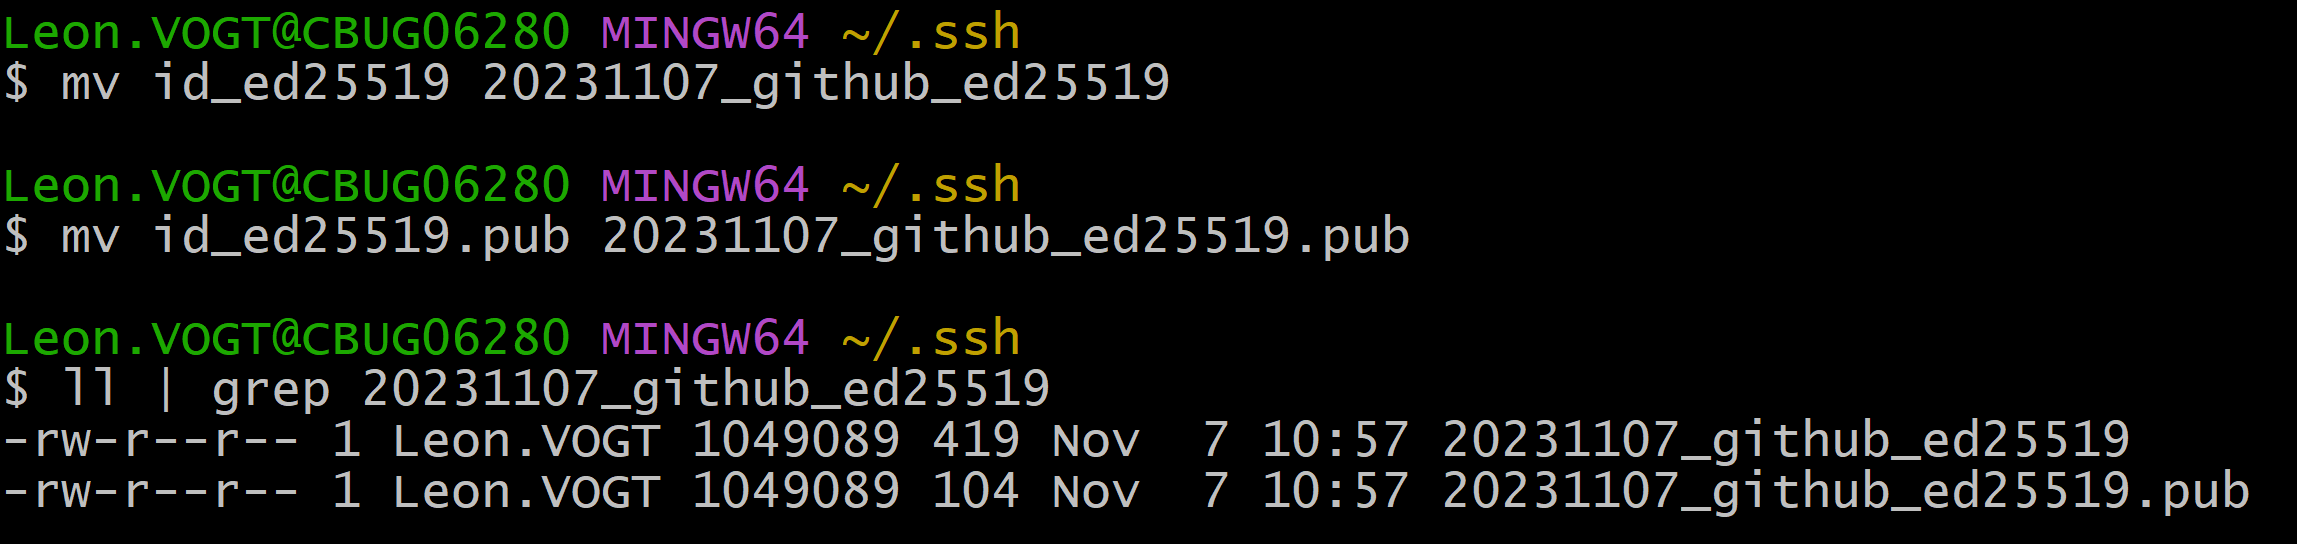 Leon.VOGT@CBUG06280 MINGW64 ~/.ssh
$ mv id_ed25519 20231107_github_ed25519
Leon.VOGT@CBUG06280 MINGW64 ~/.ssh
$ mv id_ed25519.pub 20231107_github_ed25519.pub
Leon.VOGT@CBUG06280 MINGW64 ~/.ssh
$ ll | grep 20231107_github_ed25519
-rw-r--r-- 1 Leon.VOGT 1049089 419 Nov  7 10:57 20231107_github_ed25519
-rw-r--r-- 1 Leon.VOGT 1049089 104 Nov  7 10:57 20231107_github_ed25519.pub